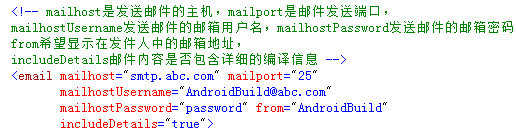 <!-- mailhost是发送邮件的主机，mailport是邮件发送端口，
mailhostUsername发送邮件的邮箱用户名，mailhostPassword发送邮件的邮箱密码
from希望显示在发件人中的邮箱地址，
includeDetails邮件内容是否包含详细的编译信息 -->
<email mailhost="smtp.abc.com" mailport="25"
mailhostUsername="AndroidBuild@abc.com"
mailhostPassword="password" from="AndroidBuild"
includeDetails="true">